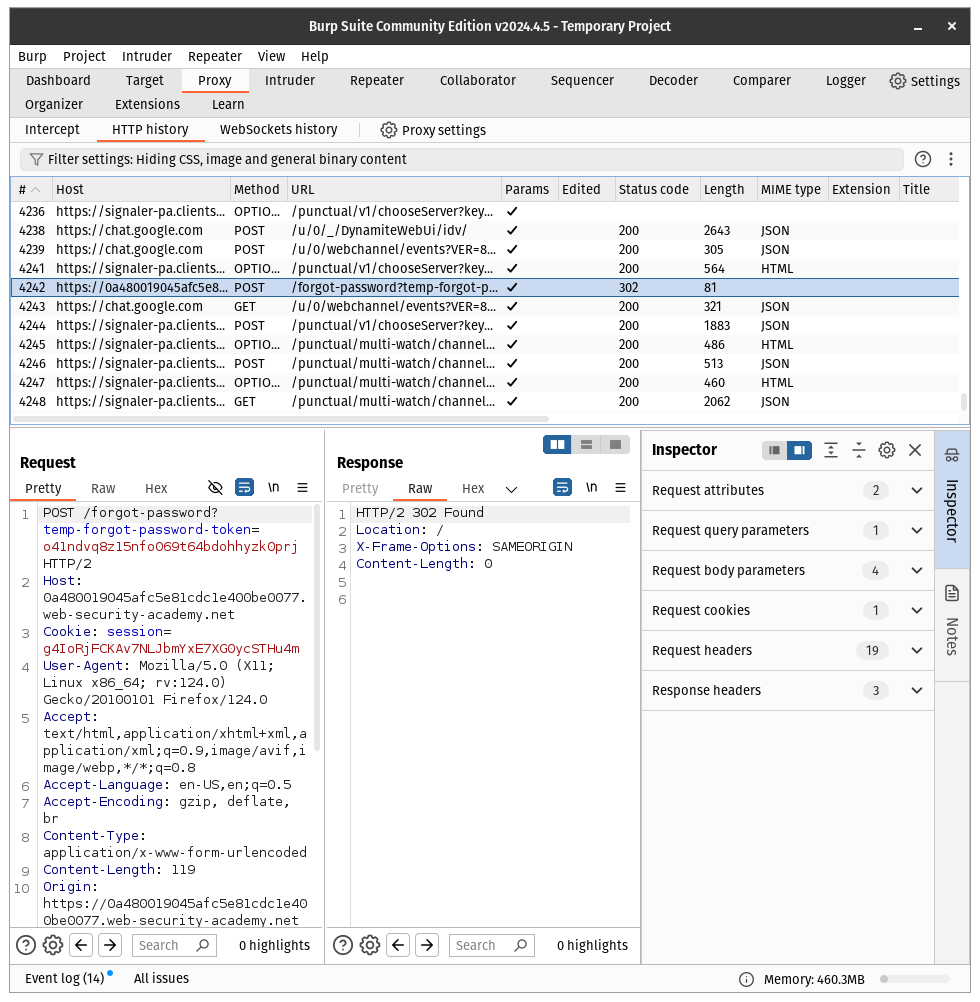 Burp Suite Community Edition v2024.4.5 - Temporary Project
Burp Project Intruder Repeater View Help
Dashboard Target Proxy Intruder Repeater Collaborator Sequencer Decoder Comparer Logger Settings
Organizer Extensions Learn
Intercept HTTP history WebSockets history Proxy settings
Filter settings: Hiding CSS, image and general binary content
# Host Method URL Params Edited Status code Length MIME type Extension Title
4236 https://signaler-pa.clients... OPTIO... /punctual/v1/chooseServer?key... ✓
4238 https://chat.google.com POST /u/0/_/DynamiteWebUi/idv/ ✓ 200 2643 JSON
4239 https://chat.google.com POST /u/0/webchannel/events?VER=8... ✓ 200 305 JSON
4241 https://signaler-pa.clients... OPTIO... /punctual/v1/chooseServer?key... ✓ 200 564 HTML
4242 https://0a480019045afc5e8... POST /forgot-password?temp-forgot-p... ✓ 302 81
4243 https://chat.google.com GET /u/0/webchannel/events?VER=8... ✓ 200 321 JSON
4244 https://signaler-pa.clients... POST /punctual/v1/chooseServer?key... ✓ 200 1883 JSON
4245 https://signaler-pa.clients... OPTIO... /punctual/multi-watch/channel... ✓ 200 486 HTML
4246 https://signaler-pa.clients... POST /punctual/multi-watch/channel... ✓ 200 513 JSON
4247 https://signaler-pa.clients... OPTIO... /punctual/multi-watch/channel... ✓ 200 460 HTML
4248 https://signaler-pa.clients... GET /punctual/multi-watch/channel... ✓ 200 2062 JSON
Request
Pretty Raw Hex \n
1 POST /forgot-password?
temp-forgot-password-token=
o41ndvq8z15nfo069t64bdohhyzk0prj
HTTP/2
2 Host:
0a480019045afc5e81cdc1e400be0077.
web-security-academy.net
3 Cookie: session=
g4IoRjFCKAv7NLJbmYxE7XGOycSTHu4m
4 User-Agent: Mozilla/5.0 (X11;
Linux x86_64; rv:124.0)
Gecko/20100101 Firefox/124.0
5 Accept:
text/html,application/xhtml+xml,a
pplication/xml;q=0.9,image/avif,i
mage/webp,*/*;q=0.8
6 Accept-Language: en-US,en;q=0.5
7 Accept-Encoding: gzip, deflate,
br
8 Content-Type:
application/x-www-form-urlencoded
9 Content-Length: 119
10 Origin:
https://0a480019045afc5e81cdc1e40
0be0077.web-security-academy.net
Search 0 highlights
Response
Pretty Raw Hex \n
1 HTTP/2 302 Found
2 Location: /
3 X-Frame-Options: SAMEORIGIN
4 Content-Length: 0
5
6
Search 0 highlights
Inspector
Request attributes 2
Request query parameters 1
Request body parameters 4
Request cookies 1
Request headers 19
Response headers 3
Inspector
Notes
Event log (14) All issues
Memory: 460.3MB